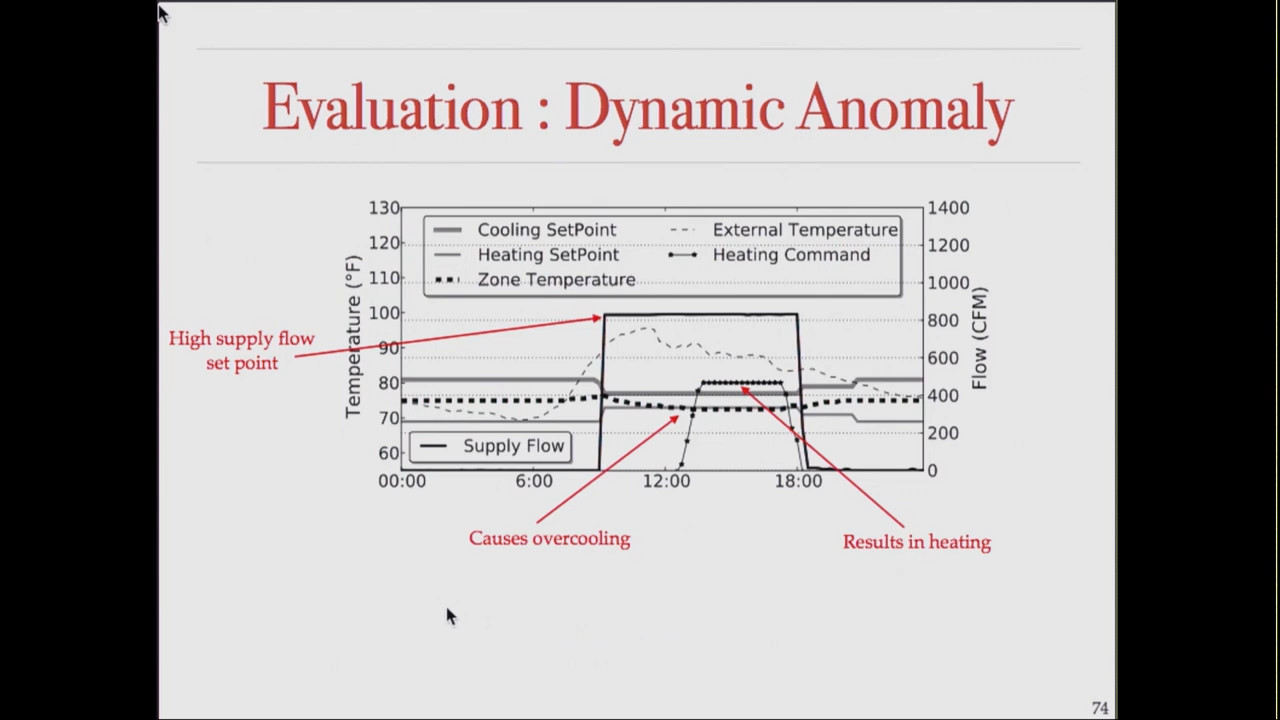 Evaluation : Dynamic Anomaly
130
120
110
100
90
80
70
60
Temperature (°F)
1400
1200
1000
800
600
400
200
0
Flow (CFM)
Cooling SetPoint
Heating SetPoint
Zone Temperature
External Temperature
Heating Command
Supply Flow
00:00
6:00
12:00
18:00
High supply flow
set point
Causes overcooling
Results in heating
74